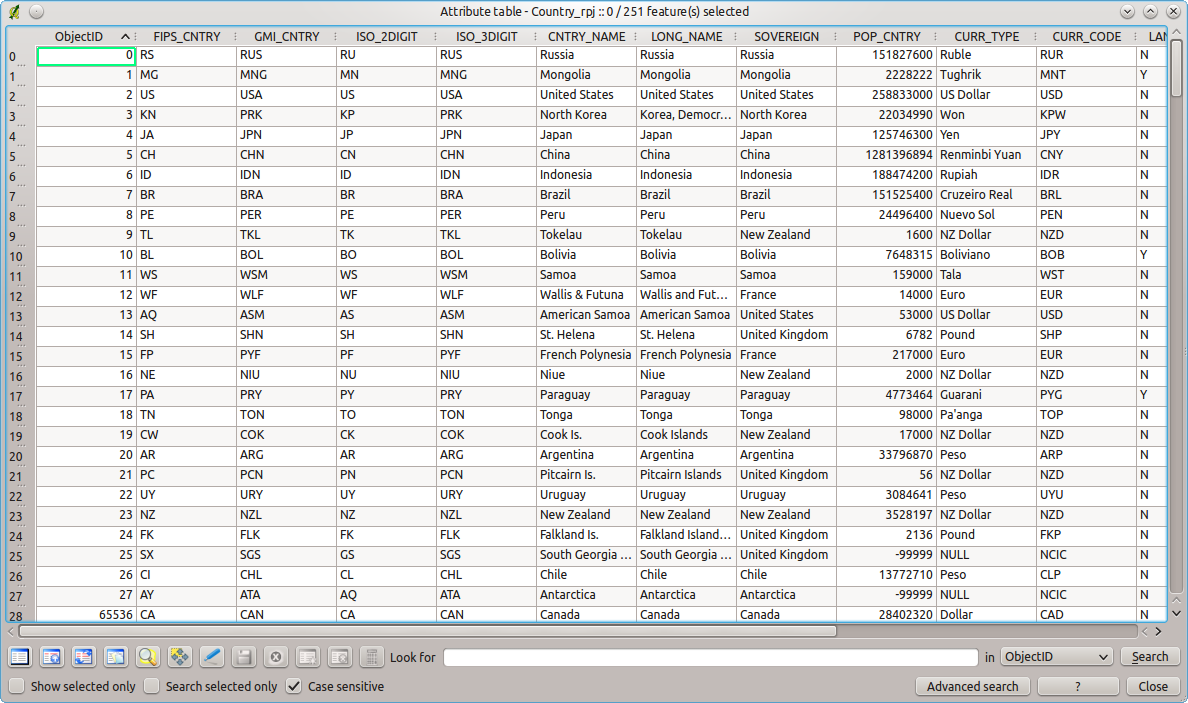 Attribute table - Country_rpj :: 0 / 251 feature(s) selected
ObjectID FIPS_CNTRY GMI_CNTRY ISO_2DIGIT ISO_3DIGIT CNTRY_NAME LONG_NAME SOVEREIGN POP_CNTRY CURR_TYPE CURR_CODE LAN
0 0 RS RUS RU RUS Russia Russia Russia 151827600 Ruble RUR N
1 1 MG MNG MN MNG Mongolia Mongolia Mongolia 2228222 Tughrik MNT Y
2 2 US USA US USA United States United States United States 258833000 US Dollar USD N
3 3 KN PRK KP PRK North Korea Korea, Democr... North Korea 22034990 Won KPW N
4 4 JA JPN JP JPN Japan Japan Japan 125746300 Yen JPY N
5 5 CH CHN CN CHN China China China 1281396894 Renminbi Yuan CNY N
6 6 ID IDN ID IDN Indonesia Indonesia Indonesia 188474200 Rupiah IDR N
7 7 BR BRA BR BRA Brazil Brazil Brazil 151525400 Cruzeiro Real BRL N
8 8 PE PER PE PER Peru Peru Peru 24496400 Nuevo Sol PEN N
9 9 TL TKL TK TKL Tokelau Tokelau New Zealand 1600 NZ Dollar NZD N
10 10 BL BOL BO BOL Bolivia Bolivia Bolivia 7648315 Boliviano BOB Y
11 11 WS WSM WS WSM Samoa Samoa Samoa 159000 Tala WST N
12 12 WF WLF WF WLF Wallis & Futuna Wallis and Fut... France 14000 Euro EUR N
13 13 AQ ASM AS ASM American Samoa American Samoa United States 53000 US Dollar USD N
14 14 SH SHN SH SHN St. Helena St. Helena United Kingdom 6782 Pound SHP N
15 15 FP PYF PF PYF French Polynesia French Polynesia France 217000 Euro EUR N
16 16 NE NIU NU NIU Niue Niue New Zealand 2000 NZ Dollar NZD N
17 17 PA PRY PY PRY Paraguay Paraguay Paraguay 4773464 Guarani PYG Y
18 18 TN TON TO TON Tonga Tonga Tonga 98000 Pa'anga TOP N
19 19 CW COK CK COK Cook Is. Cook Islands New Zealand 17000 NZ Dollar NZD N
20 20 AR ARG AR ARG Argentina Argentina Argentina 33796870 Peso ARP N
21 21 PC PCN PN PCN Pitcairn Is. Pitcairn Islands United Kingdom 56 NZ Dollar NZD N
22 22 UY URY UY URY Uruguay Uruguay Uruguay 3084641 Peso UYU N
23 23 NZ NZL NZ NZL New Zealand New Zealand New Zealand 3528197 NZ Dollar NZD N
24 24 FK FLK FK FLK Falkland Is. Falkland Island... United Kingdom 2136 Pound FKP N
25 25 SX SGS GS SGS South Georgia ... South Georgia ... United Kingdom -99999 NULL NCIC N
26 26 CI CHL CL CHL Chile Chile Chile 13772710 Peso CLP N
27 27 AY ATA AQ ATA Antarctica Antarctica Antarctica -99999 NULL NCIC N
28 65536 CA CAN CA CAN Canada Canada Canada 28402320 Dollar CAD N
Look for in ObjectID Search
Show selected only Search selected only Case sensitive Advanced search ? Close